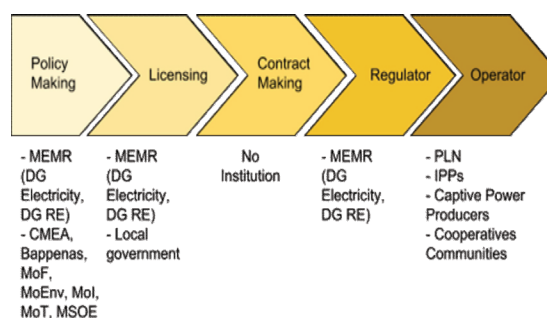 Policy
Making
Licensing
Contract
Making
Regulator
Operator
- MEMR
(DG
Electricity,
DG RE)
- CMEA,
Bappenas,
MoF,
MoEnv, MoI,
MoT, MSOE
- MEMR
(DG
Electricity,
DG RE)
- Local
government
No
Institution
- MEMR
(DG
Electricity,
DG RE)
- PLN
- IPPs
- Captive Power
Producers
- Cooperatives
Communities